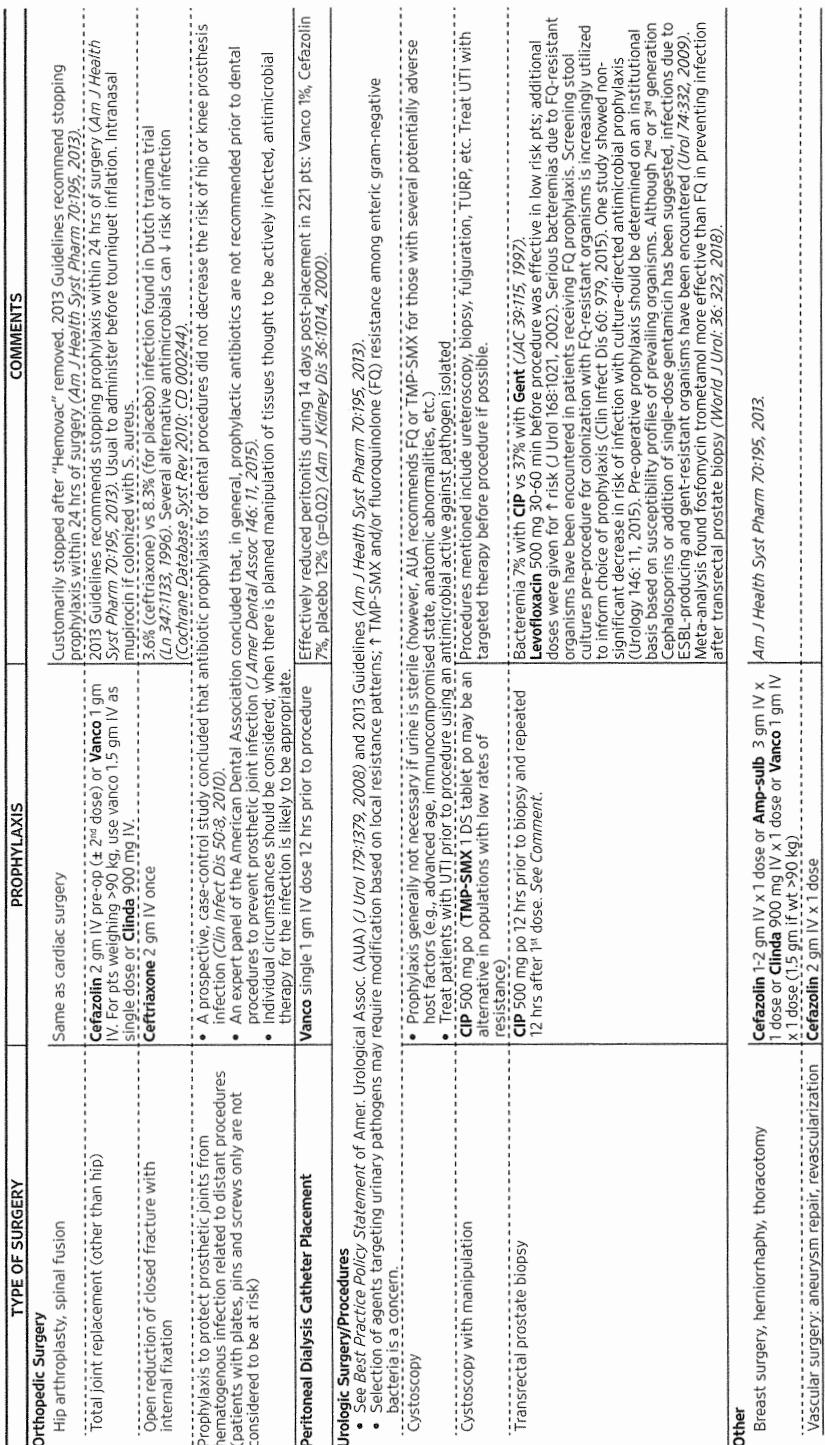 TYPE OF SURGERY
PROPHYLAXIS
COMMENTS
Orthopedic Surgery
Hip arthroplasty, spinal fusion
Same as cardiac surgery
Customarily stopped after "Hemovac" removed. 2013 Guidelines recommend stopping
prophylaxis within 24 hrs of surgery (Am J Health Syst Pharm 70:195, 2013).
Total joint replacement (other than hip)
Cefazolin 2 gm IV pre-op (± 2nd dose) or Vanco 1 gm
IV. For pts weighing >90 kg, use vanco 1.5 gm IV as
single dose or Clinda 900 mg IV.
2013 Guidelines recommends stopping prophylaxis within 24 hrs of surgery (Am J Health
Syst Pharm 70:195, 2013). Usual to administer before tourniquet inflation. Intranasal
mupirocin if colonized with S. aureus.
Open reduction of closed fracture with
internal fixation
Ceftriaxone 2 gm IV once
3.6% (ceftriaxone) vs 8.3% (for placebo) infection found in Dutch trauma trial
(Ln 347:1133, 1996). Several alternative antimicrobials can ↓ risk of infection
(Cochrane Database Syst Rev 2010: CD 000244).
Prophylaxis to protect prosthetic joints from
hematogenous infection related to distant procedures
(patients with plates, pins and screws only are not
considered to be at risk)
• A prospective, case-control study concluded that antibiotic prophylaxis for dental procedures did not decrease the risk of hip or knee prosthesis
infection (Clin Infect Dis 50:8, 2010).
• An expert panel of the American Dental Association concluded that, in general, prophylactic antibiotics are not recommended prior to dental
procedures to prevent prosthetic joint infection (J Amer Dental Assoc 146: 11, 2015).
• Individual circumstances should be considered; when there is planned manipulation of tissues thought to be actively infected, antimicrobial
therapy for the infection is likely to be appropriate.
Peritoneal Dialysis Catheter Placement
Vanco single 1 gm IV dose 12 hrs prior to procedure
Effectively reduced peritonitis during 14 days post-placement in 221 pts: Vanco 1%, Cefazolin
7%, placebo 12% (p=0.02) (Am J Kidney Dis 36:1014, 2000).
Urologic Surgery/Procedures
• See Best Practice Policy Statement of Amer. Urological Assoc. (AUA) (J Urol 179:1379, 2008) and 2013 Guidelines (Am J Health Syst Pharm 70:195, 2013).
• Selection of agents targeting urinary pathogens may require modification based on local resistance patterns; ↑ TMP-SMX and/or fluoroquinolone (FQ) resistance among enteric gram-negative
bacteria is a concern.
Cystoscopy
• Prophylaxis generally not necessary if urine is sterile (however, AUA recommends FQ or TMP-SMX for those with several potentially adverse
host factors (e.g., advanced age, immunocompromised state, anatomic abnormalities, etc.)
• Treat patients with UTI prior to procedure using an antimicrobial active against pathogen isolated
Cystoscopy with manipulation
CIP 500 mg po (TMP-SMX 1 DS tablet po may be an
alternative in populations with low rates of
resistance)
Procedures mentioned include ureteroscopy, biopsy, fulguration, TURP, etc. Treat UTI with
targeted therapy before procedure if possible.
Transrectal prostate biopsy
CIP 500 mg po 12 hrs prior to biopsy and repeated
12 hrs after 1st dose. See Comment.
Bacteremia 7% with CIP vs 37% with Gent (JAC 39:115, 1997).
Levofloxacin 500 mg 30-60 min before procedure was effective in low risk pts; additional
doses were given for ↑ risk (J Urol 168:1021, 2002). Serious bacteremias due to FQ-resistant
organisms have been encountered in patients receiving FQ prophylaxis. Screening stool
cultures pre-procedure for colonization with FQ-resistant organisms is increasingly utilized
to inform choice of prophylaxis (Clin Infect Dis 60: 979, 2015). One study showed non-
significant decrease in risk of infection with culture-directed antimicrobial prophylaxis
(Urology 146: 11, 2015). Pre-operative prophylaxis should be determined on an institutional
basis based on susceptibility profiles of prevailing organisms. Although 2nd or 3rd generation
Cephalosporins or addition of single-dose gentamicin has been suggested, infections due to
ESBL-producing and gent-resistant organisms have been encountered (Urol 74:332, 2009).
Meta-analysis found fosfomycin trometamol more effective than FQ in preventing infection
after transrectal prostate biopsy (World J Urol: 36: 323, 2018).
Other
Breast surgery, herniorrhaphy, thoracotomy
Cefazolin 1-2 gm IV x 1 dose or Amp-sulb 3 gm IV x
1 dose or Clinda 900 mg IV x 1 dose or Vanco 1 gm IV
x 1 dose (1.5 gm if wt >90 kg)
Am J Health Syst Pharm 70:195, 2013.
Vascular surgery: aneurysm repair, revascularization
Cefazolin 2 gm IV x 1 dose